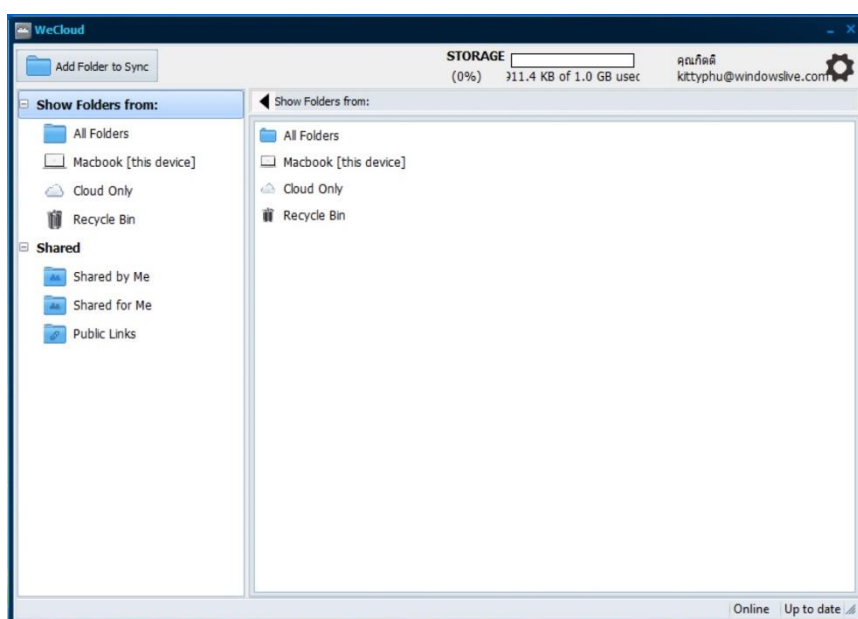 WeCloud
Add Folder to Sync
STORAGE
(0%) 911.4 KB of 1.0 GB used
คุณกิตติ
kittyphu@windowslive.com
Show Folders from:
All Folders
Macbook [this device]
Cloud Only
Recycle Bin
Shared
Shared by Me
Shared for Me
Public Links
Show Folders from:
All Folders
Macbook [this device]
Cloud Only
Recycle Bin
Online Up to date